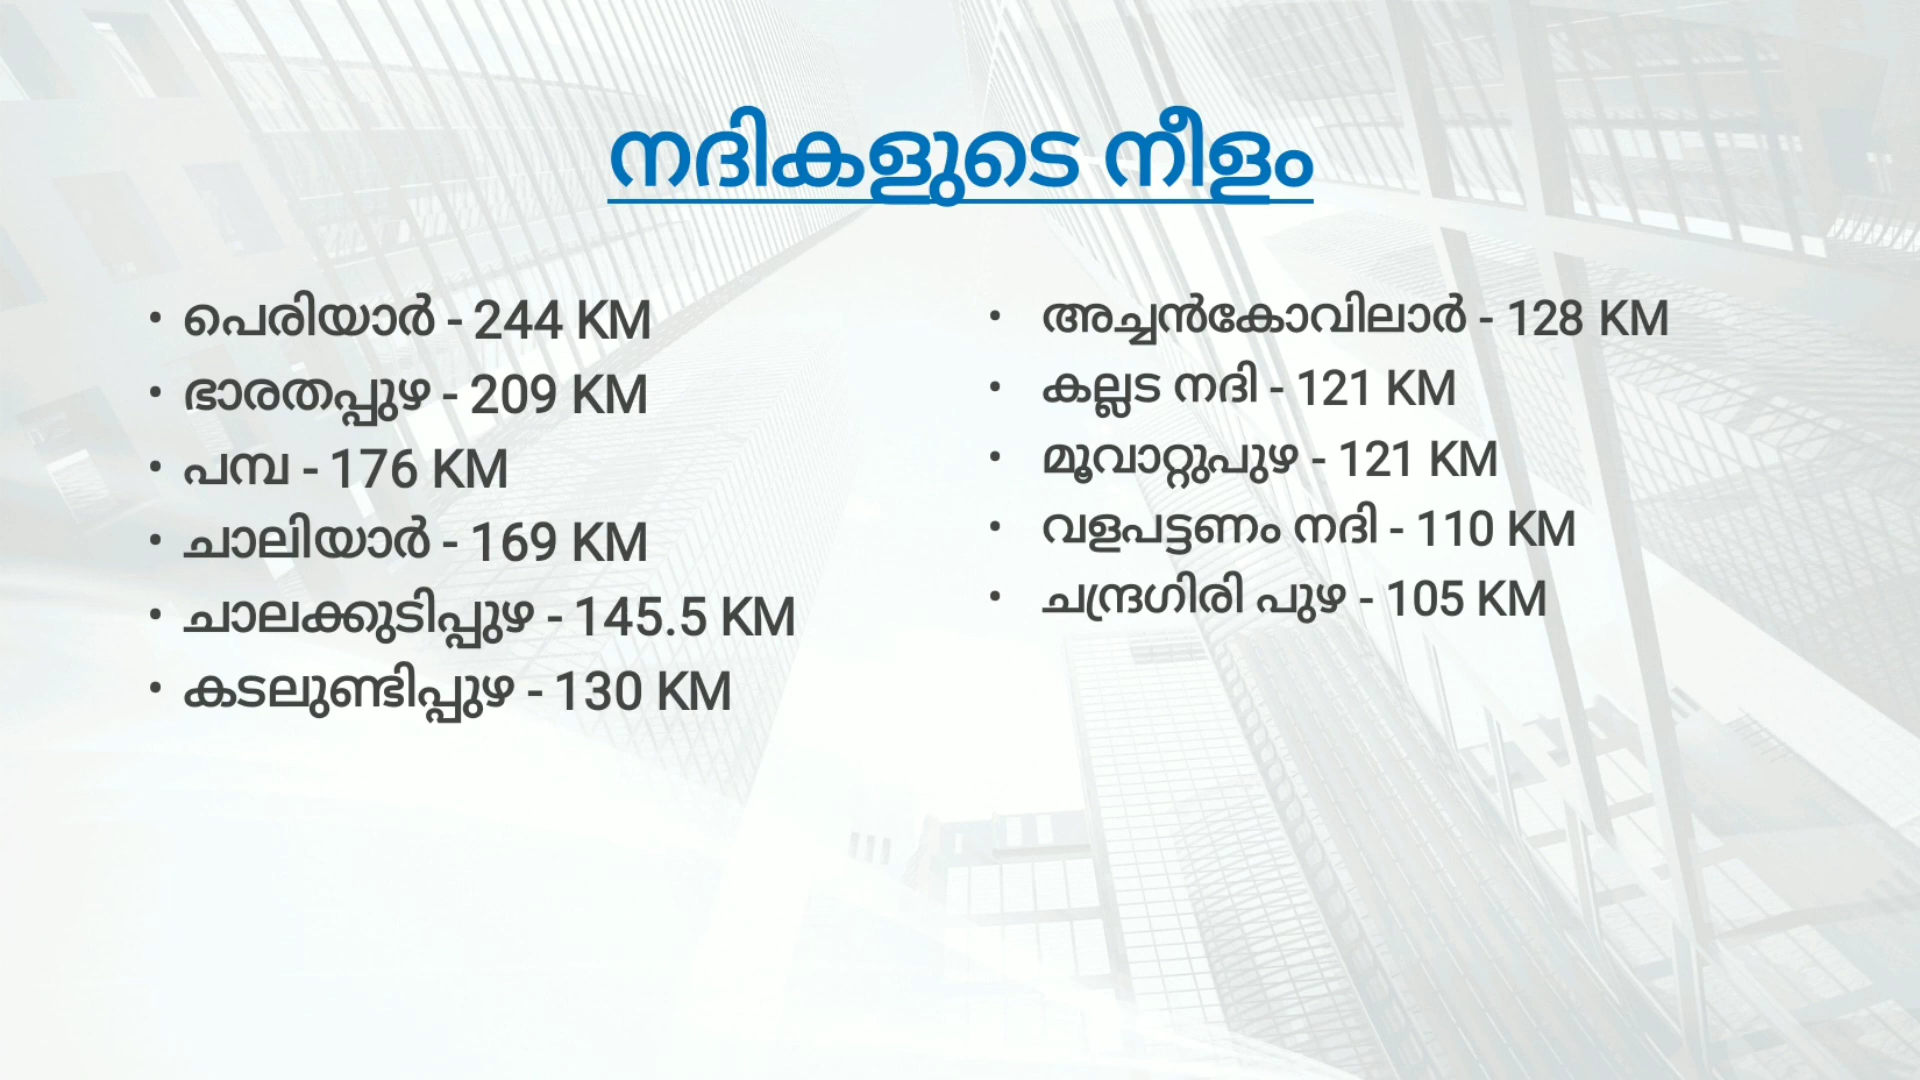 നദികളുടെ നീളം
• പെരിയാർ - 244 KM
• ഭാരതപ്പുഴ - 209 KM
• പമ്പ - 176 KM
• ചാലിയാർ - 169 KM
• ചാലക്കുടിപ്പുഴ - 145.5 KM
• കടലുണ്ടിപ്പുഴ - 130 KM
• അച്ചൻകോവിലാർ - 128 KM
• കല്ലട നദി - 121 KM
• മൂവാറ്റുപുഴ - 121 KM
• വളപട്ടണം നദി - 110 KM
• ചന്ദ്രഗിരി പുഴ - 105 KM